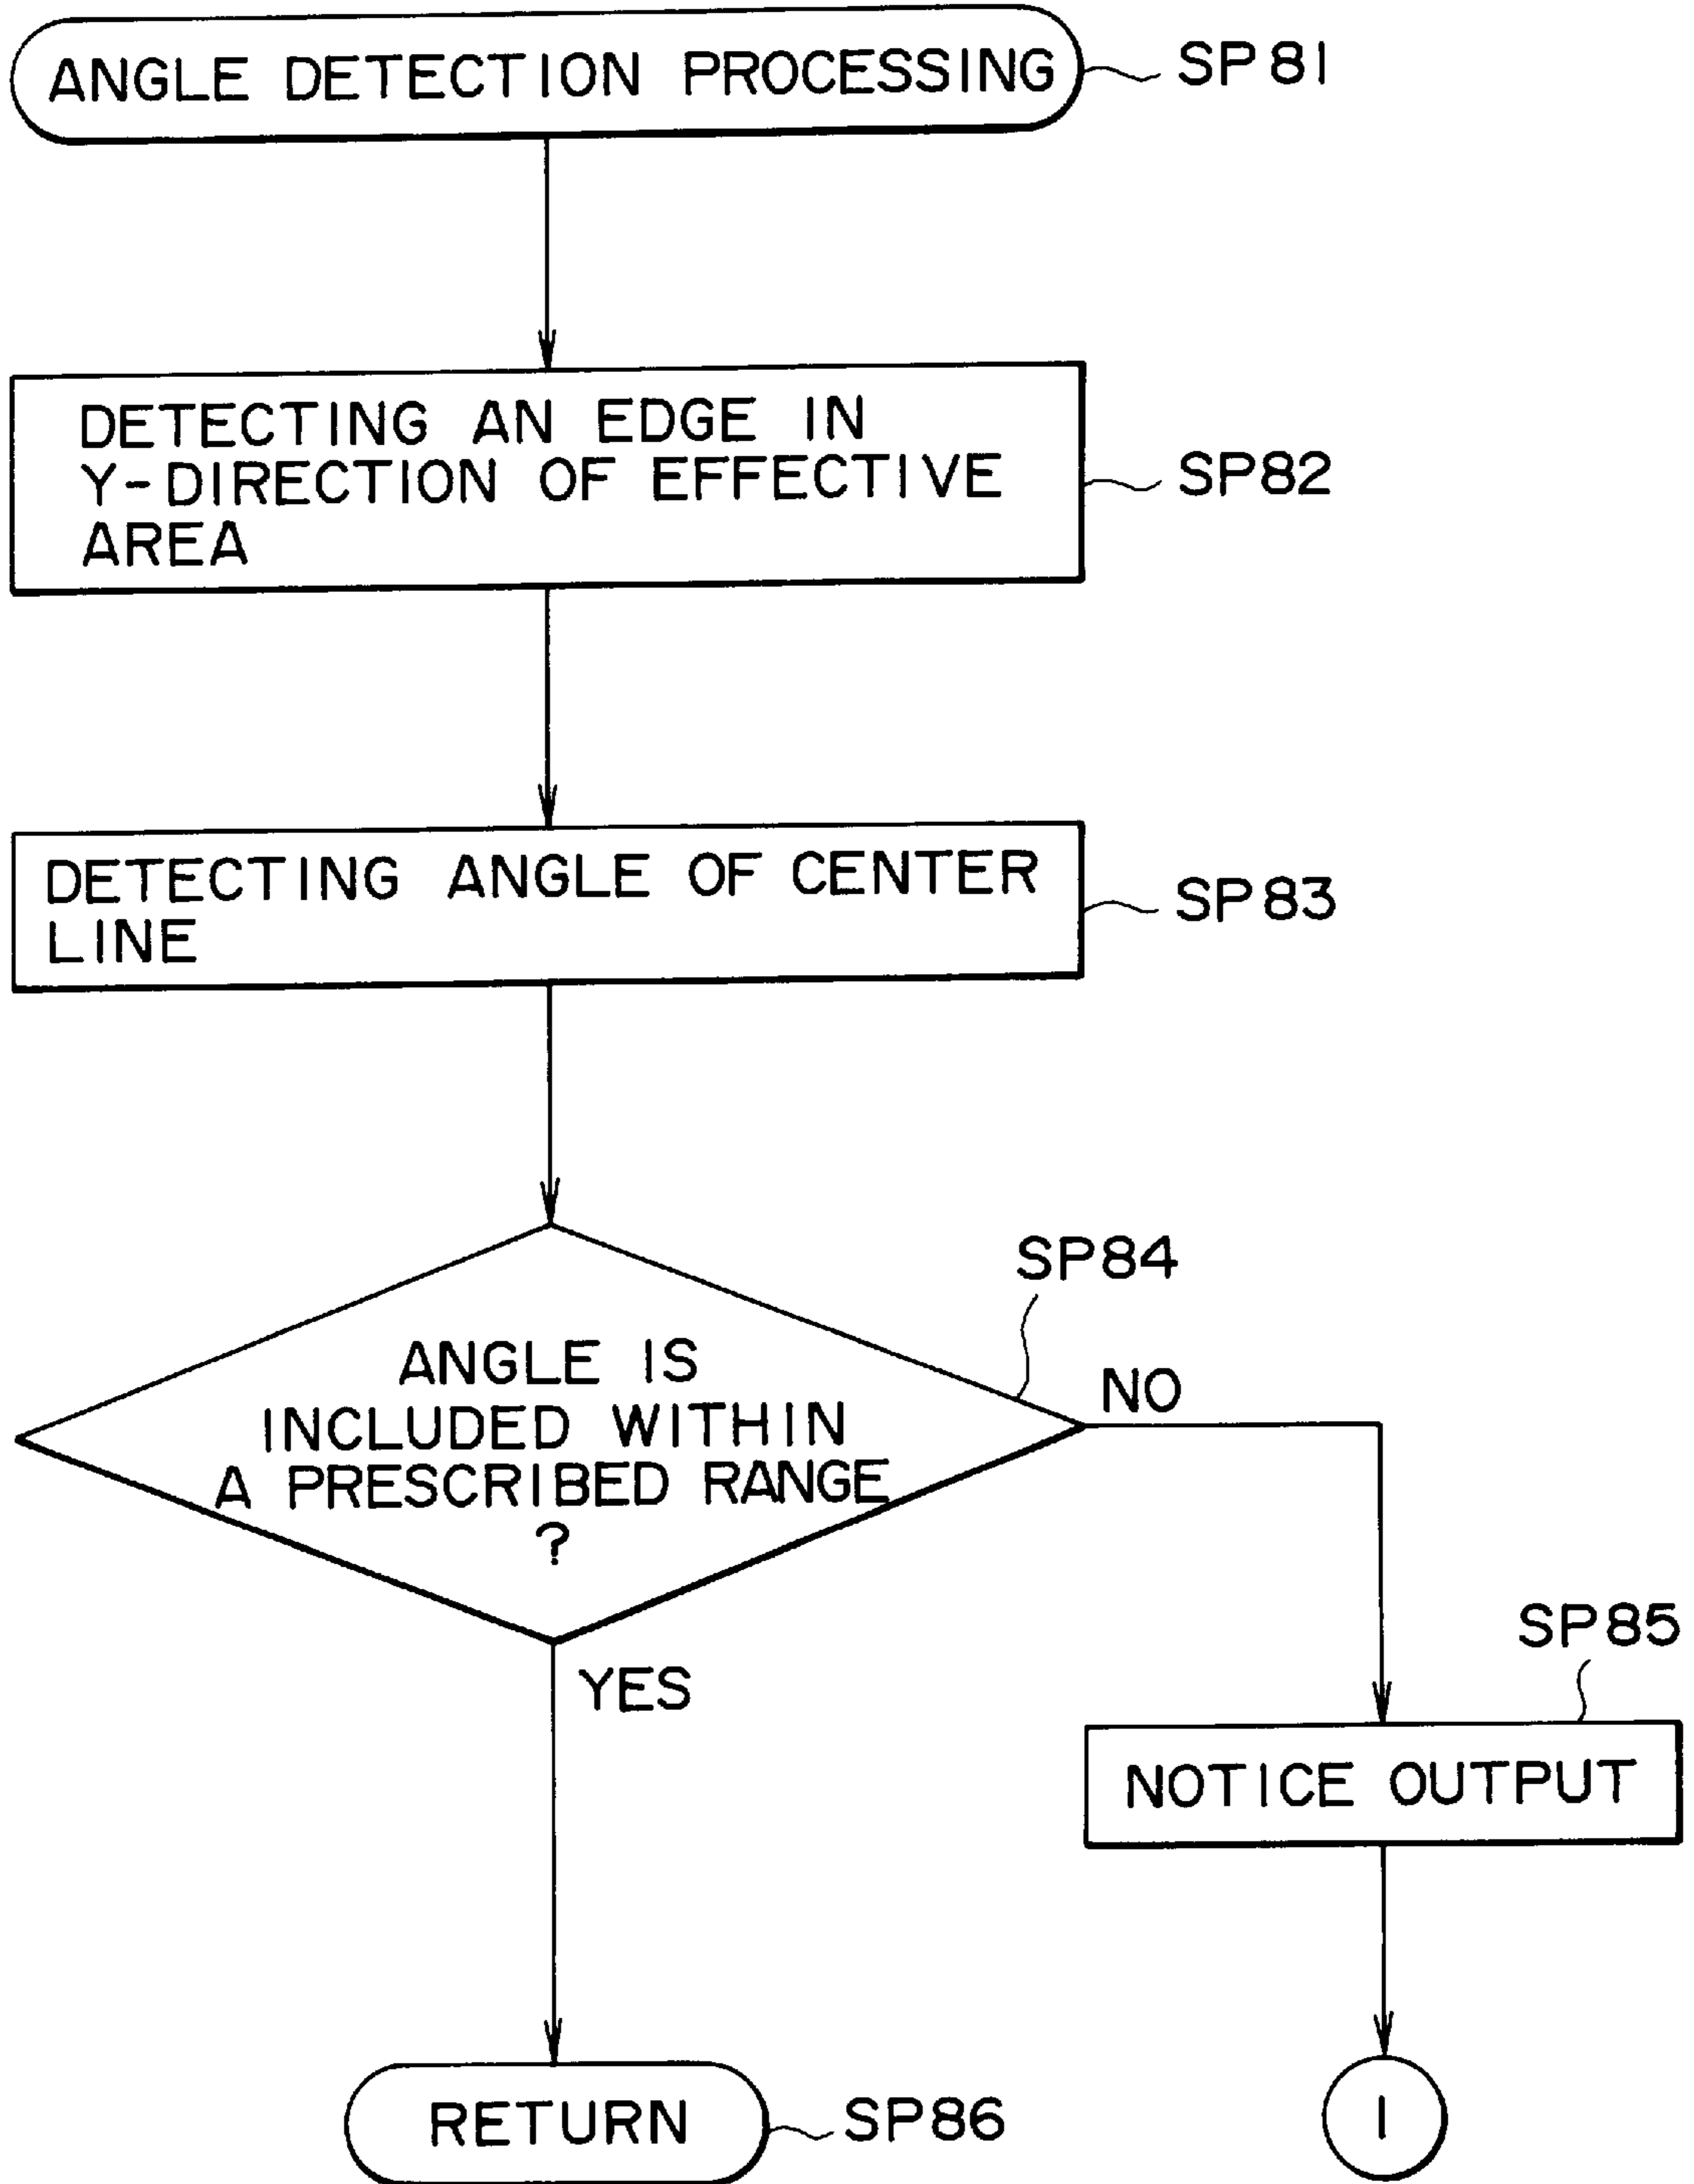 ANGLE DETECTION PROCESSING
SP81
DETECTING AN EDGE IN
Y-DIRECTION OF EFFECTIVE
AREA
SP82
DETECTING ANGLE OF CENTER
LINE
SP83
SP84
ANGLE IS
INCLUDED WITHIN
A PRESCRIBED RANGE
?
NO
YES
SP85
NOTICE OUTPUT
RETURN
SP86
1